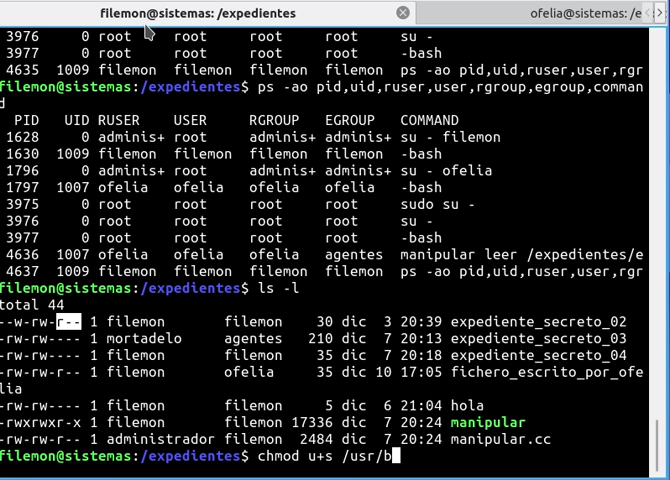 filemon@sistemas: /expedientes
ofelia@sistemas: /e
3976     0 root     root     root     root     su -
3977     0 root     root     root     root     -bash
4635  1009 filemon  filemon  filemon  filemon  ps -ao pid,uid,ruser,user,rgr
filemon@sistemas:/expedientes$ ps -ao pid,uid,ruser,user,rgroup,egroup,comman
d
PID   UID RUSER    USER     RGROUP   EGROUP   COMMAND
1628     0 adminis+ root     adminis+ adminis+ su - filemon
1630  1009 filemon  filemon  filemon  filemon  -bash
1796     0 adminis+ root     adminis+ adminis+ su - ofelia
1797  1007 ofelia   ofelia   ofelia   ofelia   -bash
3975     0 root     root     root     root     sudo su -
3976     0 root     root     root     root     su -
3977     0 root     root     root     root     -bash
4636  1007 ofelia   ofelia   ofelia   agentes  manipular leer /expedientes/e
4637  1009 filemon  filemon  filemon  filemon  ps -ao pid,uid,ruser,user,rgr
filemon@sistemas:/expedientes$ ls -l
total 44
--w-rw-r-- 1 filemon       filemon    30 dic  3 20:39 expediente_secreto_02
-rw-rw---- 1 mortadelo     agentes   210 dic  7 20:13 expediente_secreto_03
-rw-rw---- 1 filemon       filemon    35 dic  7 20:18 expediente_secreto_04
-rw-rw-r-- 1 filemon       ofelia     35 dic 10 17:05 fichero_escrito_por_ofe
lia
-rw-rw---- 1 filemon       filemon     5 dic  6 21:04 hola
-rwxrwxr-x 1 filemon       filemon 17336 dic  7 20:24 manipular
-rw-rw---- 1 administrador filemon  2484 dic  7 20:24 manipular.cc
filemon@sistemas:/expedientes$ chmod u+s /usr/b